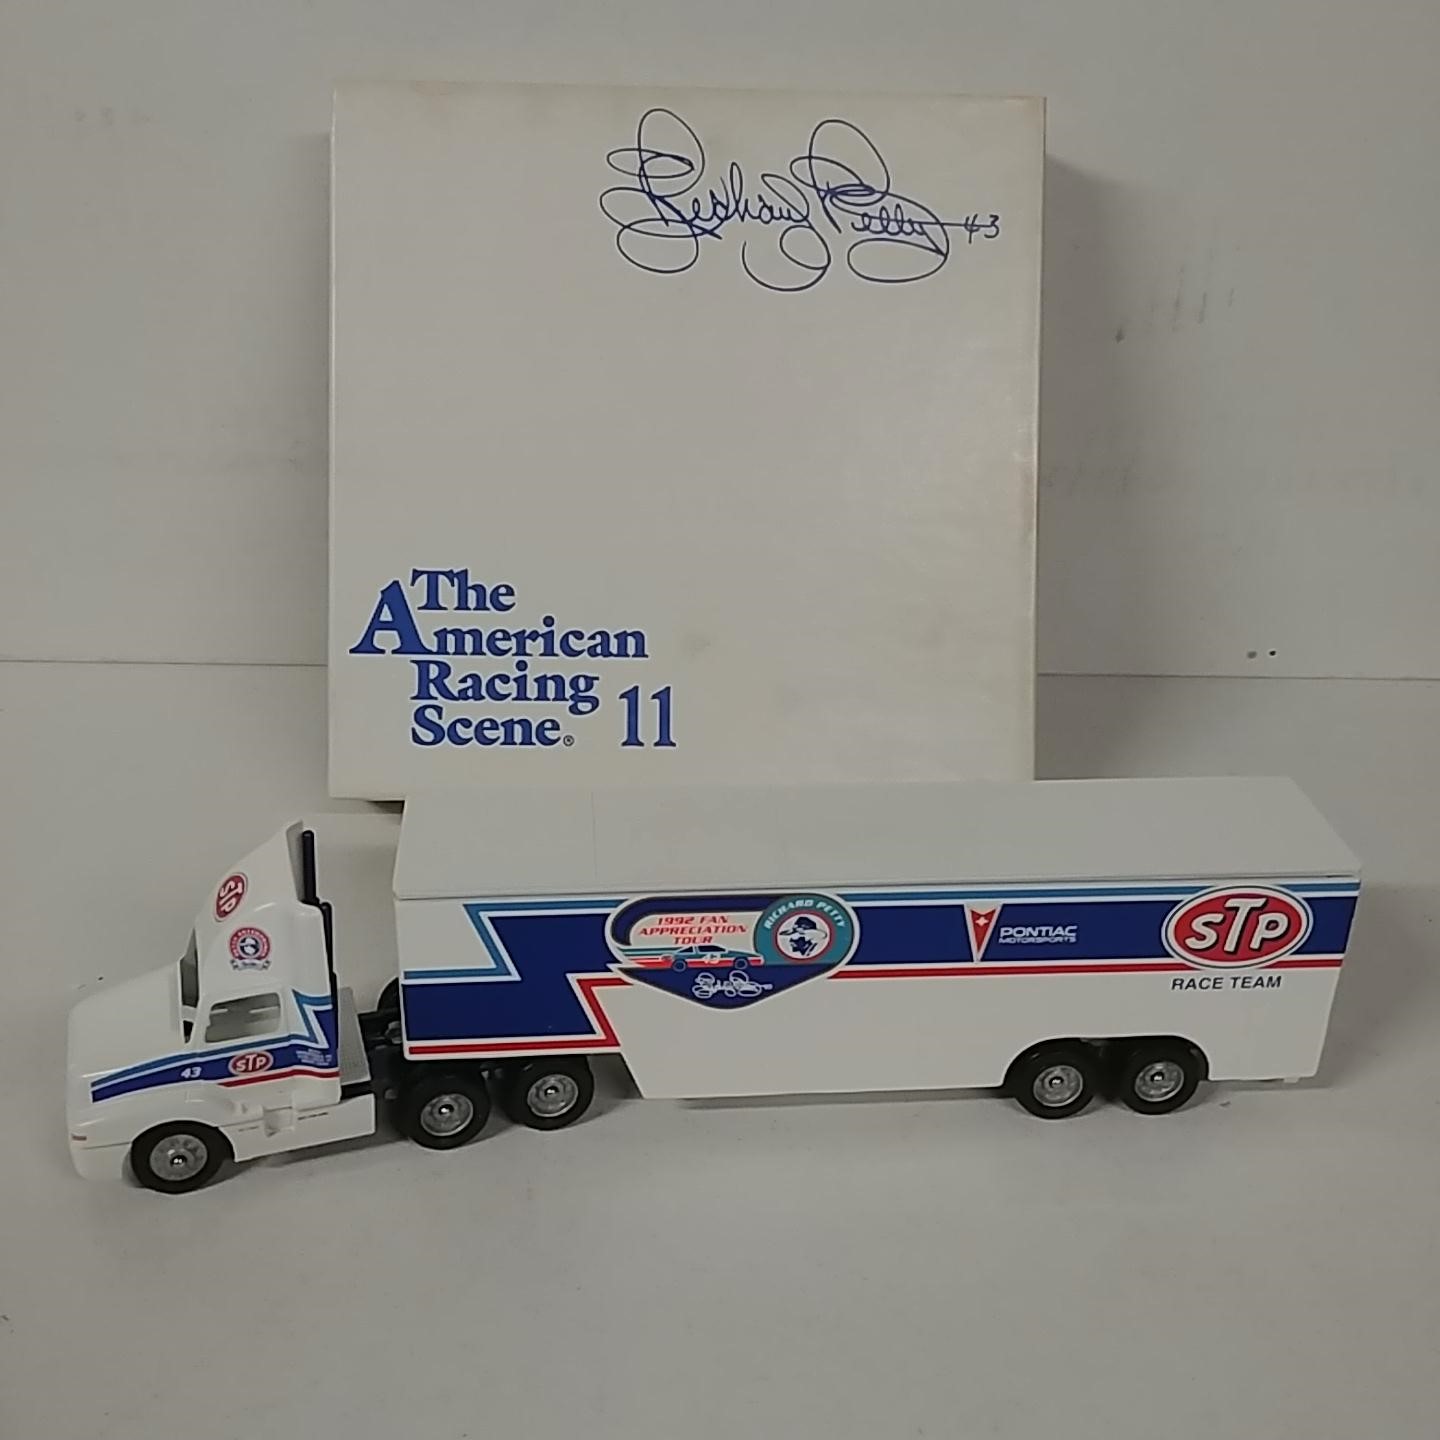 Richard Petty 43
The
American
Racing
Scene® 11
STP
1992 FAN
APPRECIATION
TOUR
43
RICHARD PETTY
PONTIAC
MOTORSPORTS
STP
RACE TEAM
43
STP